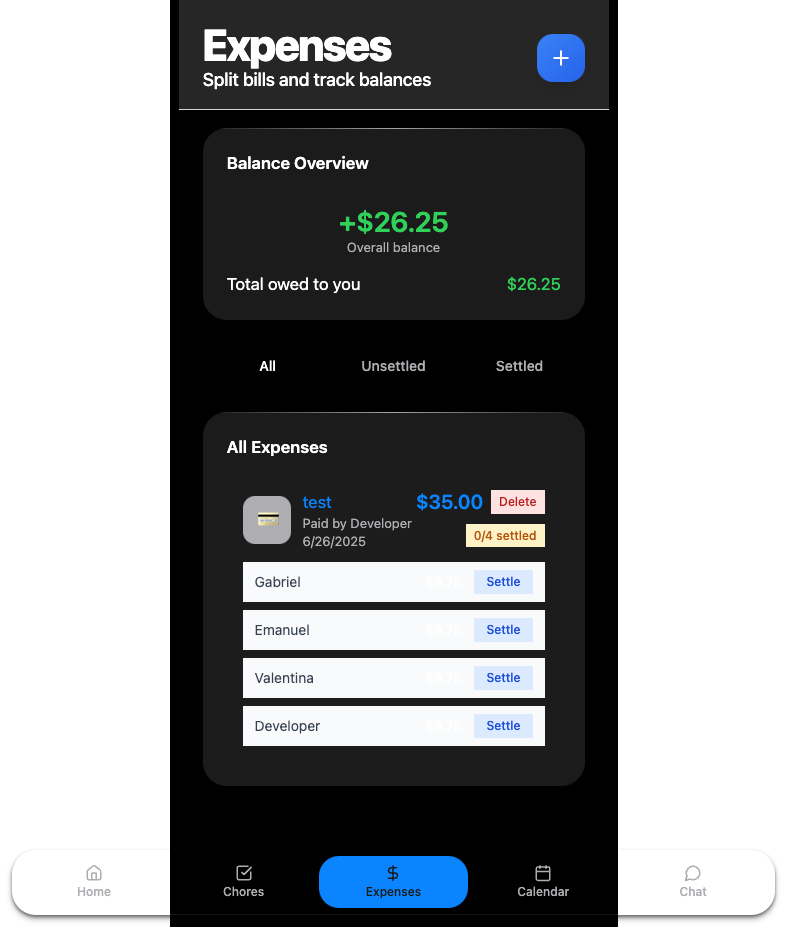 Expenses
Split bills and track balances
Balance Overview
+$26.25
Overall balance
Total owed to you $26.25
All Unsettled Settled
All Expenses
test $35.00 Delete
Paid by Developer
6/26/2025 0/4 settled
Gabriel $8.75 Settle
Emanuel $8.75 Settle
Valentina $8.75 Settle
Developer $8.75 Settle
Home Chores Expenses Calendar Chat